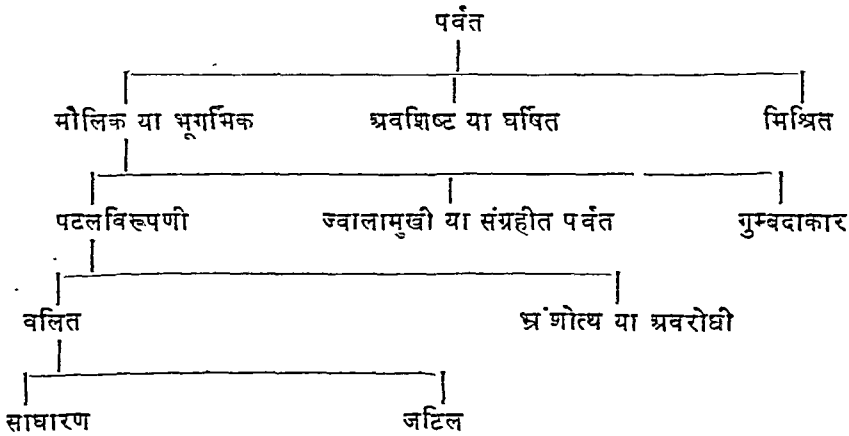 पर्वत
मौलिक या भूगर्भिक अवशिष्ट या घर्षित मिश्रित
पटलविरूपणी ज्वालामुखी या संग्रहीत पर्वत गुम्बदाकार
वलित भ्रंशोत्थ या अवरोधी
साधारण जटिल